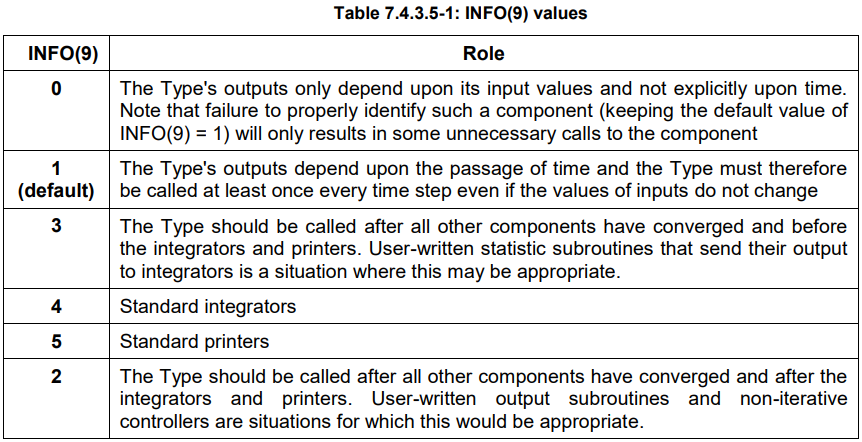 Table 7.4.3.5-1: INFO(9) values
INFO(9) Role
0 The Type's outputs only depend upon its input values and not explicitly upon time.
Note that failure to properly identify such a component (keeping the default value of
INFO(9) = 1) will only results in some unnecessary calls to the component
1 The Type's outputs depend upon the passage of time and the Type must therefore
(default) be called at least once every time step even if the values of inputs do not change
3 The Type should be called after all other components have converged and before
the integrators and printers. User-written statistic subroutines that send their output
to integrators is a situation where this may be appropriate.
4 Standard integrators
5 Standard printers
2 The Type should be called after all other components have converged and after the
integrators and printers. User-written output subroutines and non-iterative
controllers are situations for which this would be appropriate.